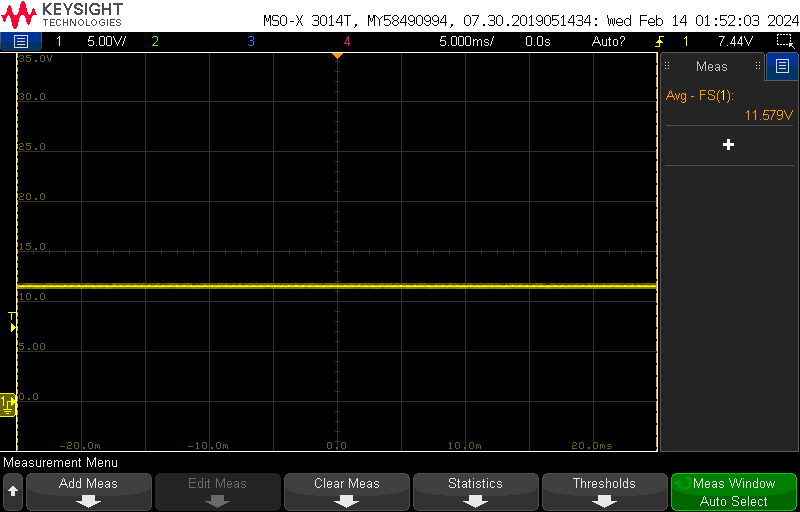 KEYSIGHT
TECHNOLOGIES
MSO-X 3014T, MY58490994, 07.30.2019051434: Wed Feb 14 01:52:03 2024
1 5.00V/ 2 3 4 5.000ms/ 0.0s Auto? 1 7.44V
35.0V
30.0
25.0
20.0
15.0
10.0
5.00
0.0
T
1
-20.0m -10.0m 0.0 10.0m 20.0ms
Meas
Avg - FS(1):
11.579V
Measurement Menu
Add Meas
Edit Meas
Clear Meas
Statistics
Thresholds
Meas Window
Auto Select